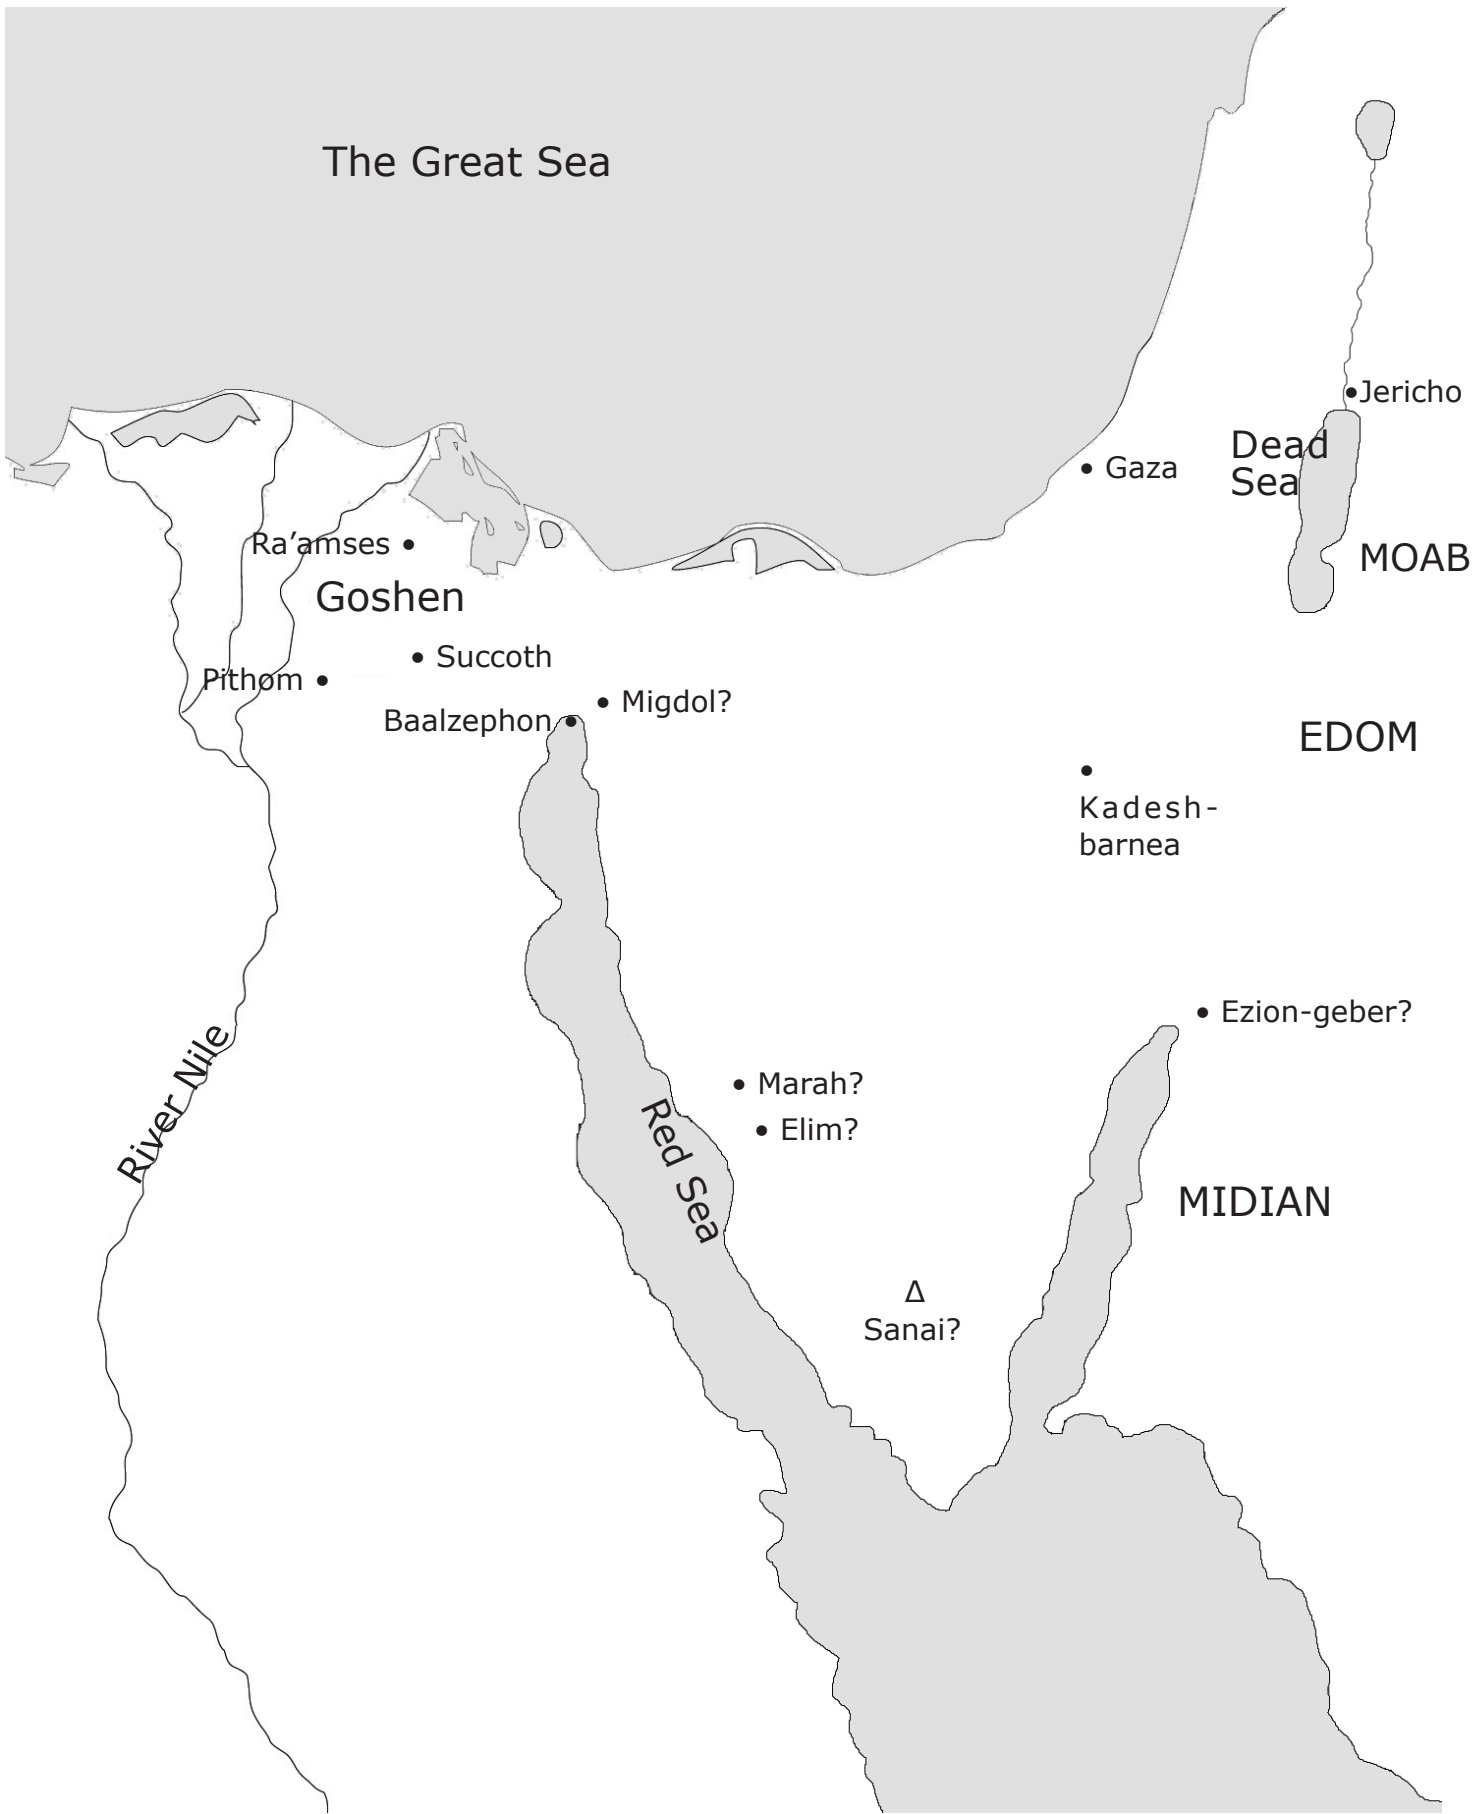 The Great Sea
Jericho
Dead
Sea
Gaza
Ra’amses
MOAB
Goshen
Succoth
Pithom
Migdol?
Baalzephon
EDOM
Kadesh-
barnea
Ezion-geber?
River Nile
Marah?
Elim?
Red Sea
MIDIAN
Δ
Sanai?